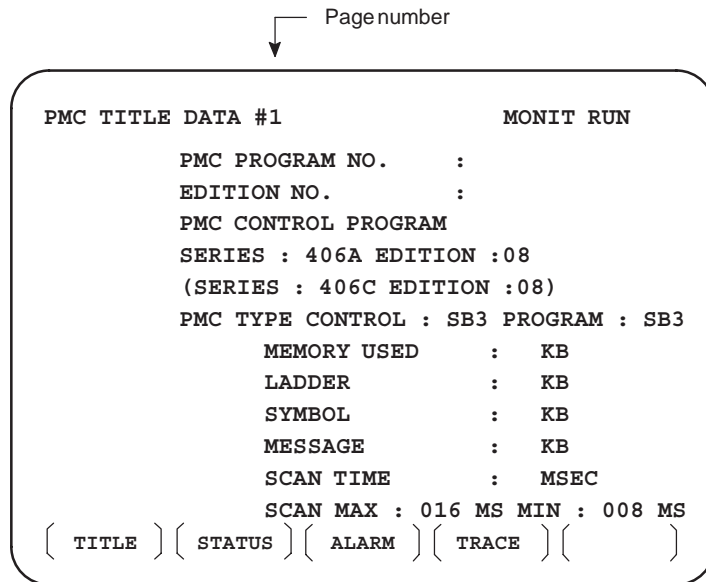 Page number
PMC TITLE DATA #1 MONIT RUN
PMC PROGRAM NO. :
EDITION NO. :
PMC CONTROL PROGRAM
SERIES : 406A EDITION :08
(SERIES : 406C EDITION :08)
PMC TYPE CONTROL : SB3 PROGRAM : SB3
MEMORY USED : KB
LADDER : KB
SYMBOL : KB
MESSAGE : KB
SCAN TIME : MSEC
SCAN MAX : 016 MS MIN : 008 MS
TITLE STATUS ALARM TRACE